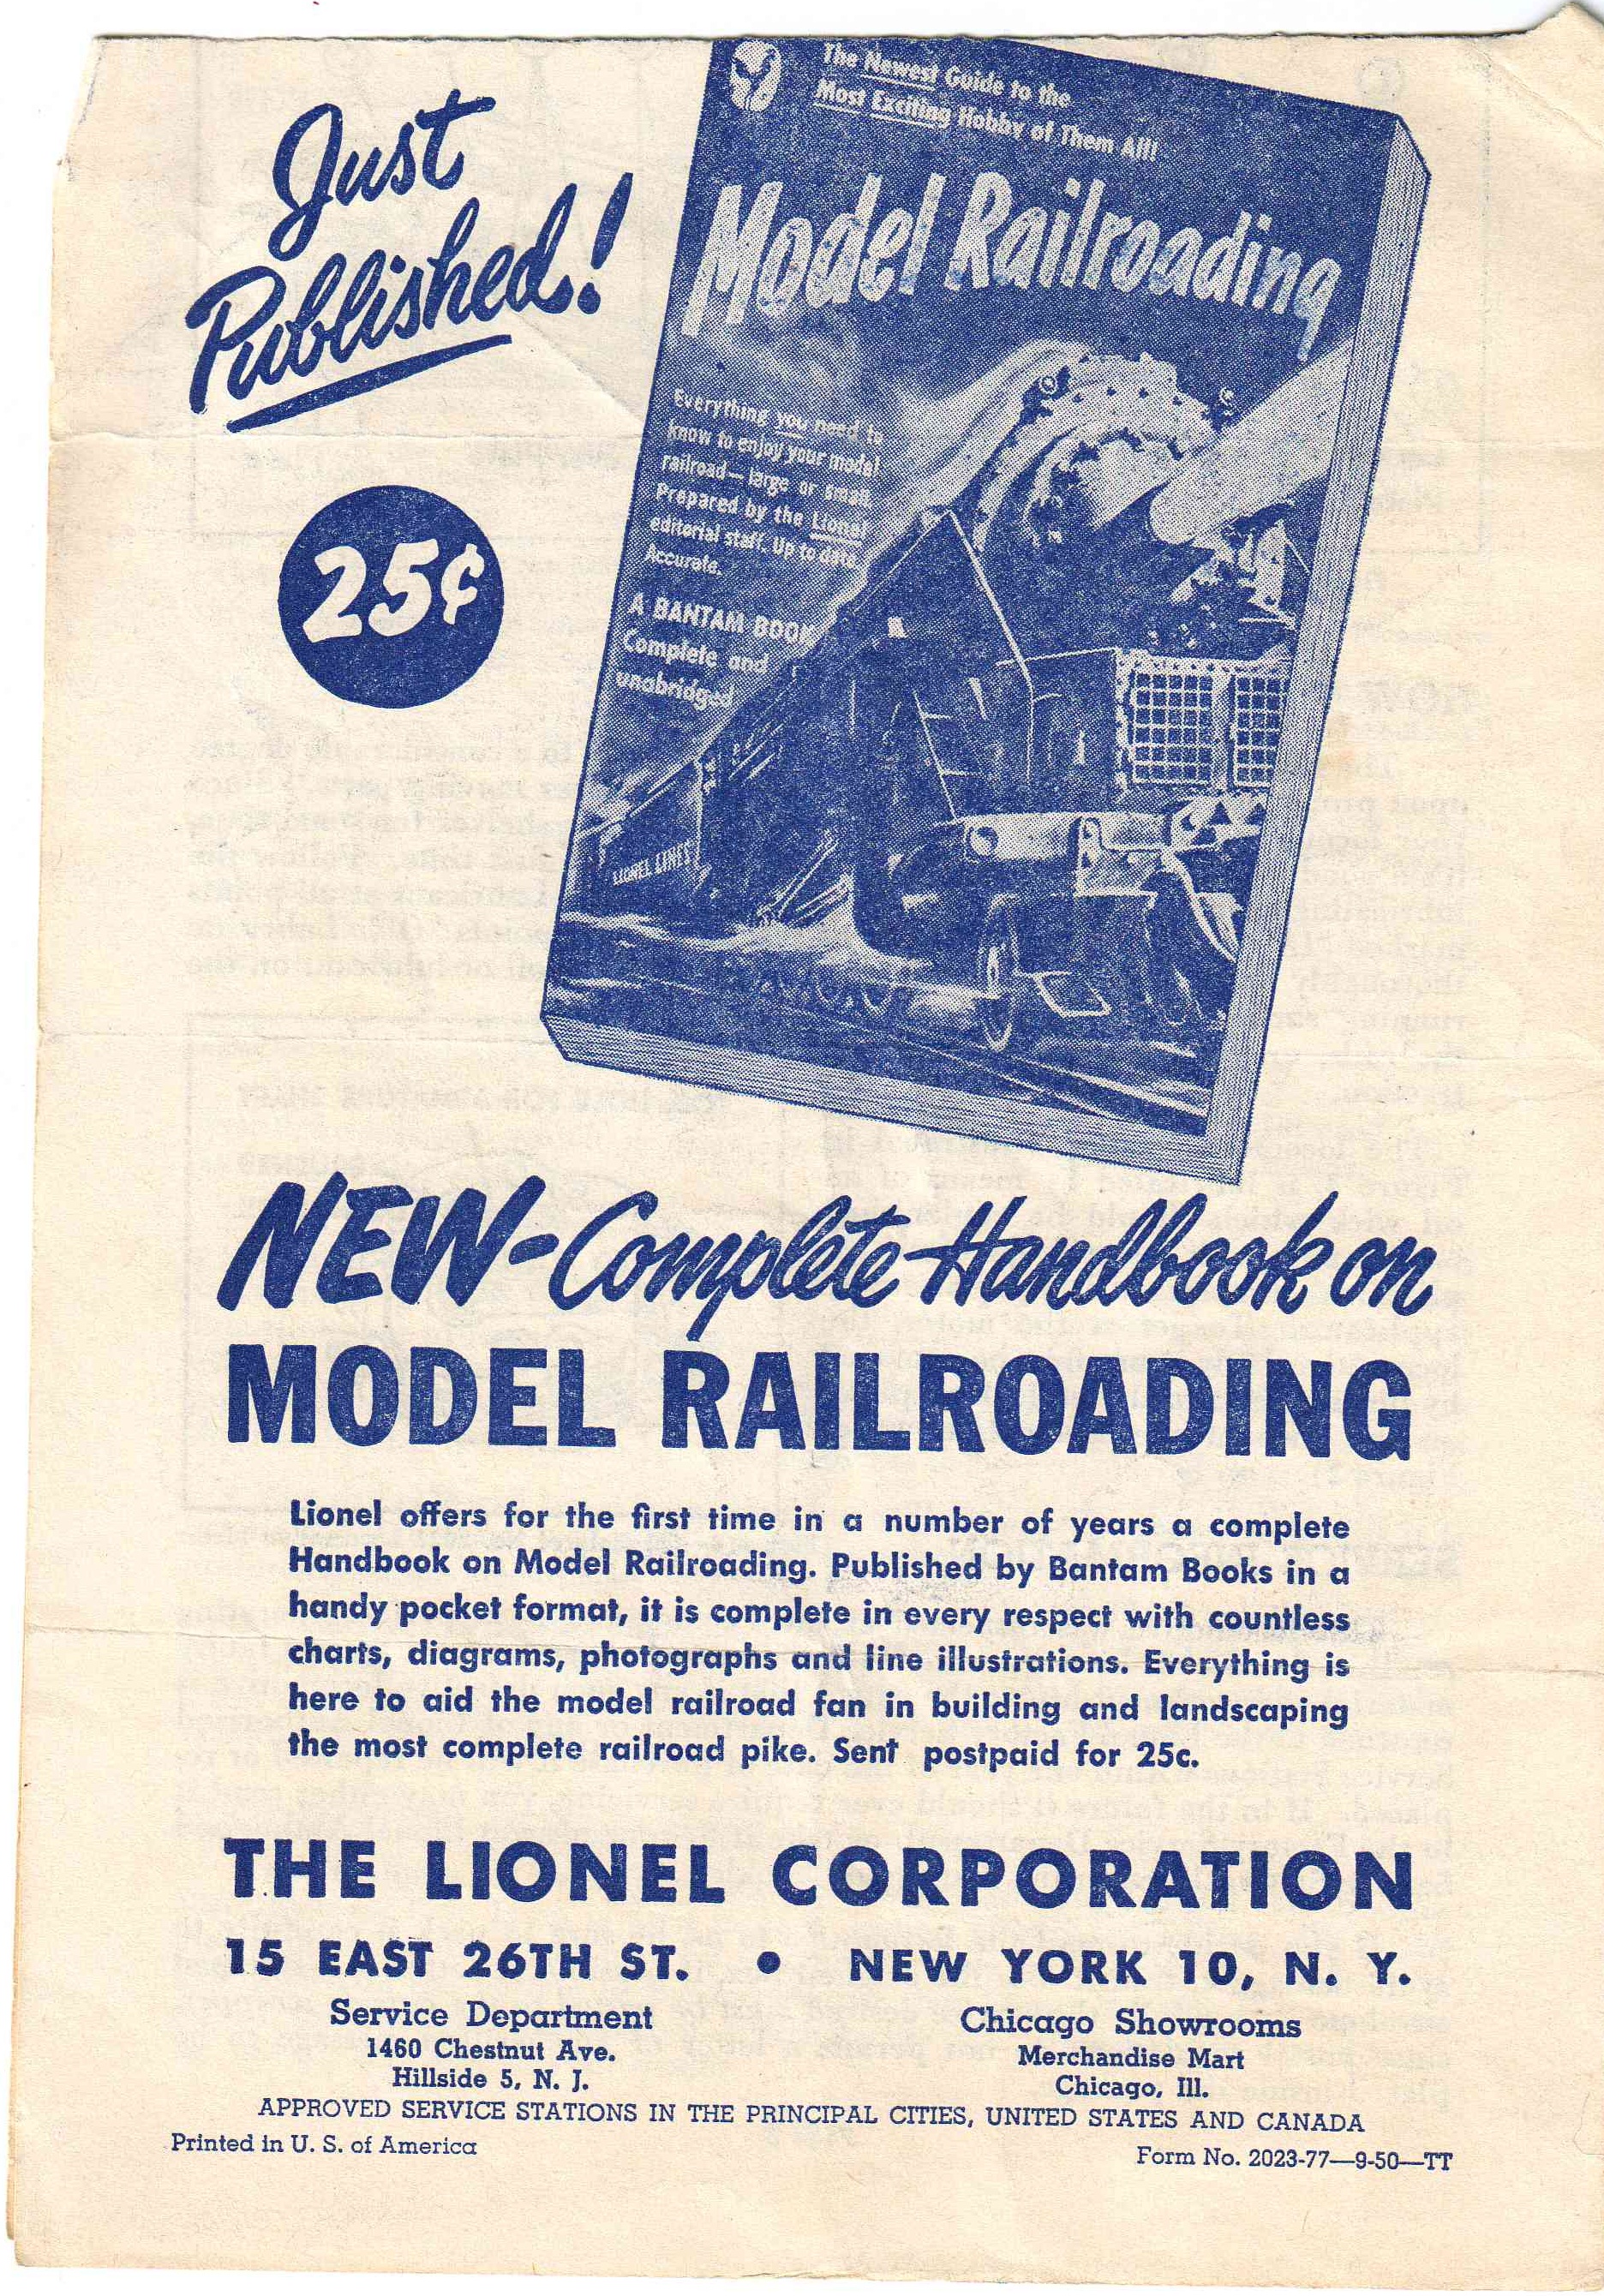 Just
Published!
25¢
The Newest Guide to the
Most Exciting Hobby of Them All!
Model Railroading
Everything you need to
know to enjoy your model
railroad—large or small
Prepared by the Lionel
editorial staff. Up to date
Accurate.
A BANTAM BOOK
Complete and
unabridged
LIONEL LINES
NEW-Complete Handbook on
MODEL RAILROADING
Lionel offers for the first time in a number of years a complete
Handbook on Model Railroading. Published by Bantam Books in a
handy pocket format, it is complete in every respect with countless
charts, diagrams, photographs and line illustrations. Everything is
here to aid the model railroad fan in building and landscaping
the most complete railroad pike. Sent postpaid for 25c.
THE LIONEL CORPORATION
15 EAST 26TH ST. • NEW YORK 10, N. Y.
Service Department
1460 Chestnut Ave.
Hillside 5, N. J.
Chicago Showrooms
Merchandise Mart
Chicago, Ill.
APPROVED SERVICE STATIONS IN THE PRINCIPAL CITIES, UNITED STATES AND CANADA
Printed in U. S. of America
Form No. 2023-77—9-50—TT